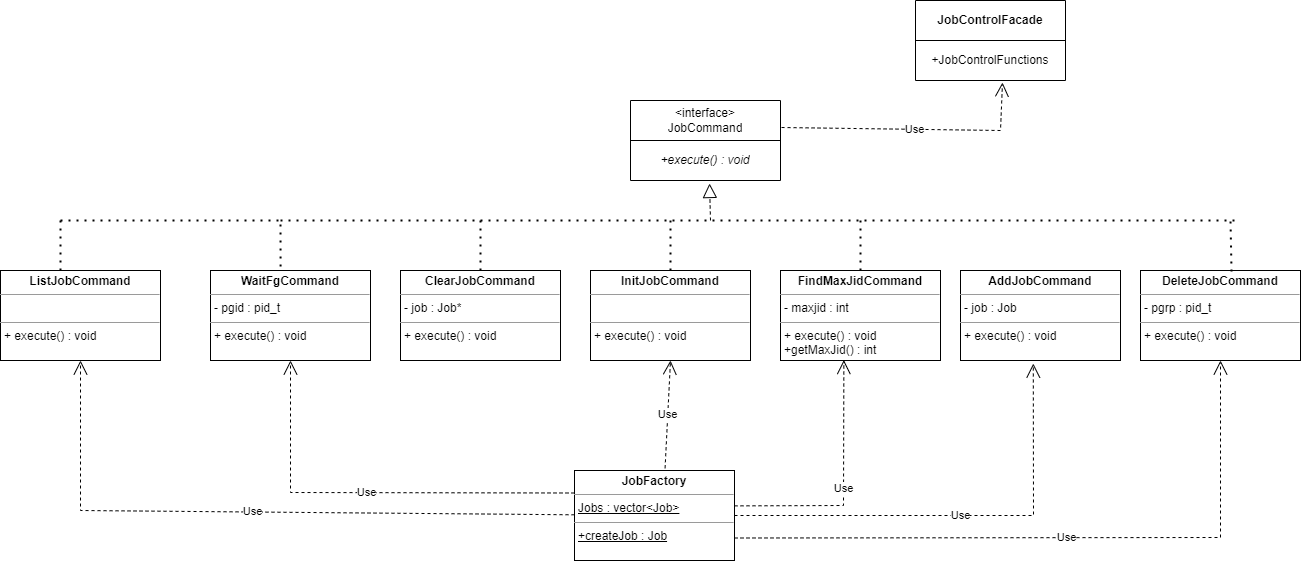 JobControlFacade
+JobControlFunctions
<interface>
JobCommand
+execete() : void
Use
ListJobCommand
+ execute() : void
WaitFgCommand
- pgid : pid_t
+ execute() : void
ClearJobCommand
- job : Job*
+ execute() : void
InitJobCommand
+ execute() : void
FindMaxJidCommand
- maxjid : int
+ execute() : void
+getMaxJid() : int
AddJobCommand
- job : Job
+ execute() : void
DeleteJobCommand
- pgrp : pid_t
+ execute() : void
Use
Use
Use
Use
Use
Use
JobFactory
Jobs : vector<Job>
+createJob : Job